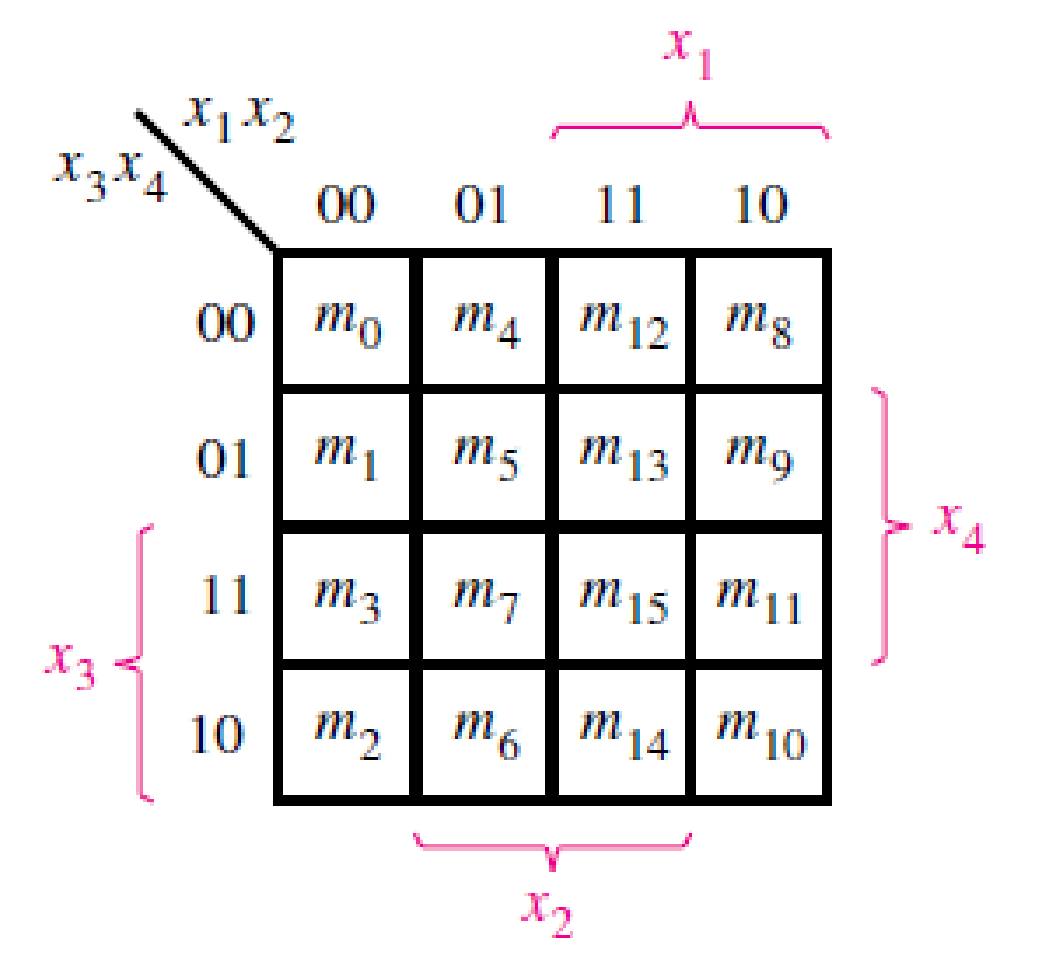 x₁
x₁x₂
x₃x₄
00 01 11 10
00 m₀ m₄ m₁₂ m₈
01 m₁ m₅ m₁₃ m₉
x₄
11 m₃ m₇ m₁₅ m₁₁
x₃
10 m₂ m₆ m₁₄ m₁₀
x₂